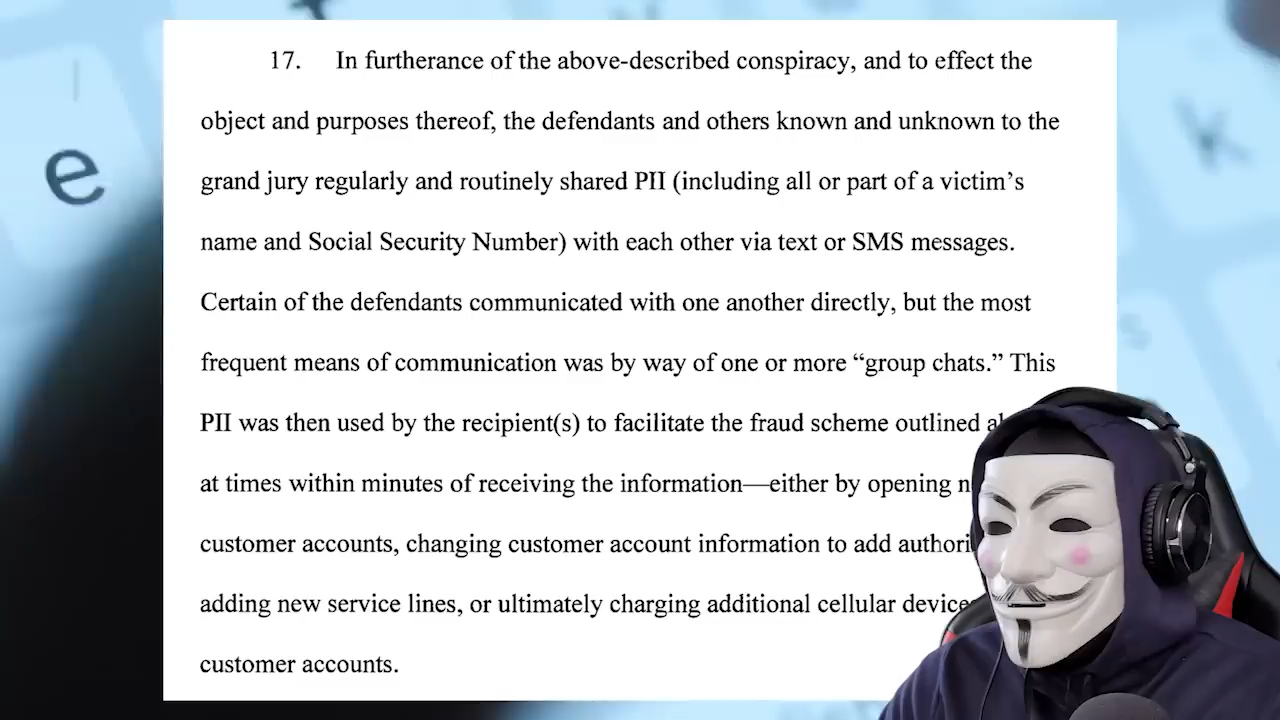 17. In furtherance of the above-described conspiracy, and to effect the
object and purposes thereof, the defendants and others known and unknown to the
grand jury regularly and routinely shared PII (including all or part of a victim’s
name and Social Security Number) with each other via text or SMS messages.
Certain of the defendants communicated with one another directly, but the most
frequent means of communication was by way of one or more “group chats.” This
PII was then used by the recipient(s) to facilitate the fraud scheme outlined
at times within minutes of receiving the information—either by opening
customer accounts, changing customer account information to add
adding new service lines, or ultimately charging additional cellular
customer accounts.
e
k
s